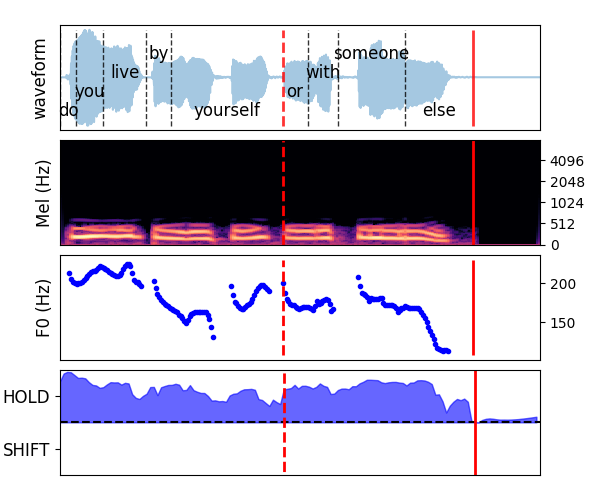 waveform
do you live by yourself or with someone else
Mel (Hz)
4096
2048
1024
512
0
F0 (Hz)
200
150
HOLD
SHIFT